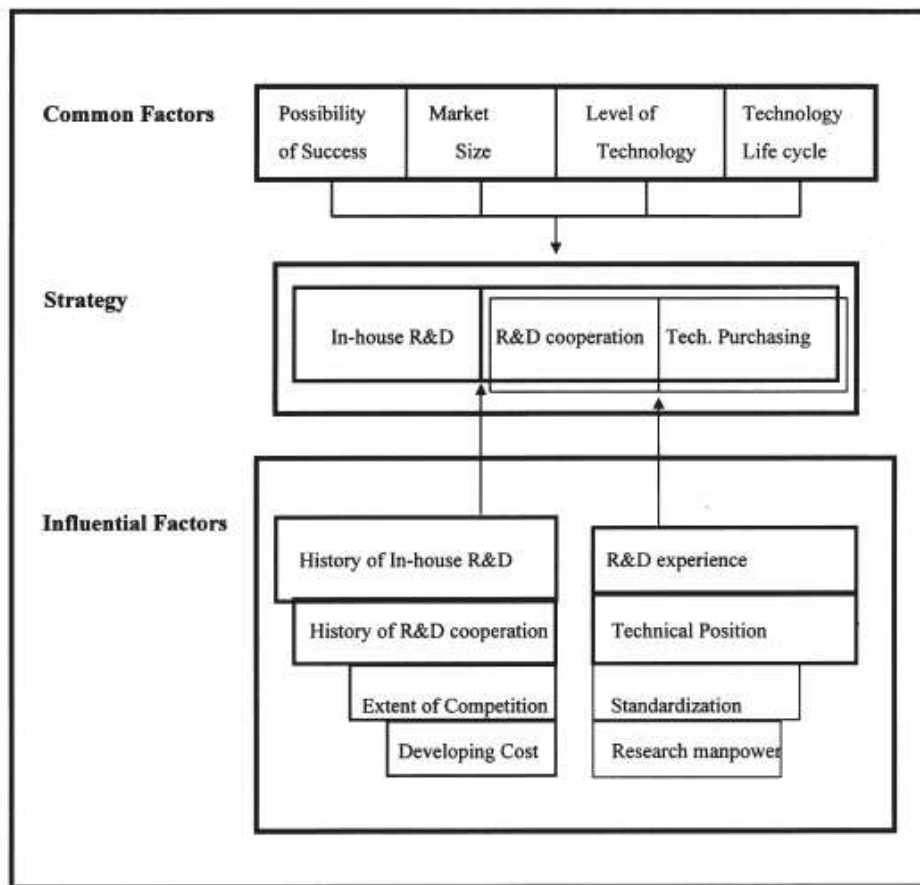 Common Factors
Possibility
of Success
Market
Size
Level of
Technology
Technology
Life cycle
Strategy
In-house R&D
R&D cooperation
Tech. Purchasing
Influential Factors
History of In-house R&D
History of R&D cooperation
Extent of Competition
Developing Cost
R&D experience
Technical Position
Standardization
Research manpower